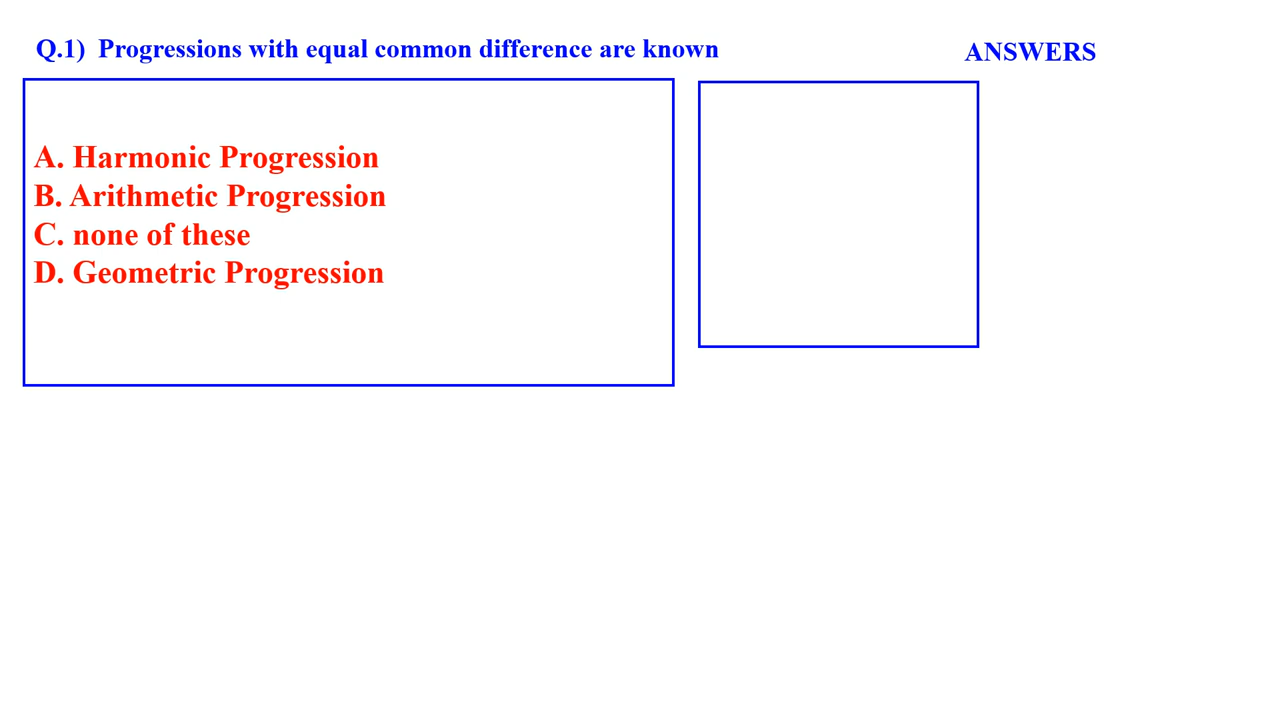 Q.1)  Progressions with equal common difference are known
ANSWERS
A. Harmonic Progression
B. Arithmetic Progression
C. none of these
D. Geometric Progression